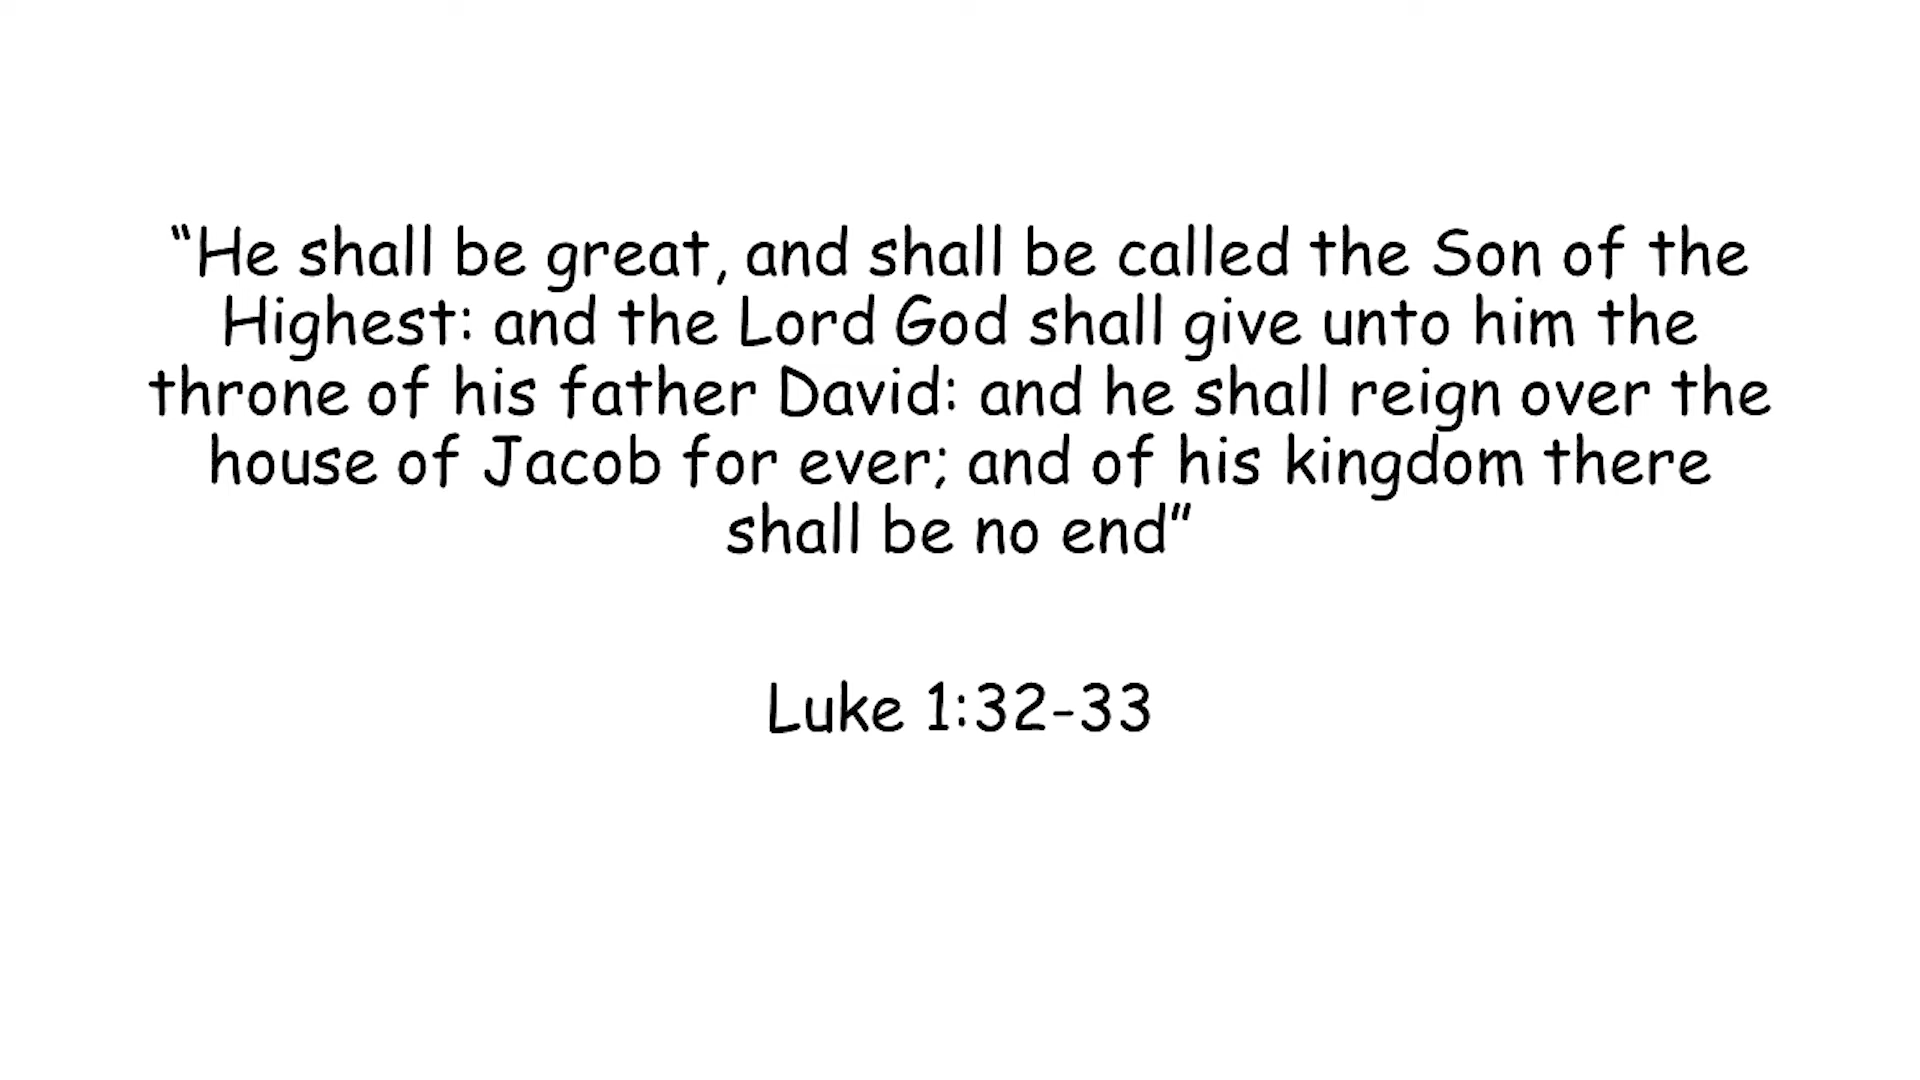 “He shall be great, and shall be called the Son of the
Highest: and the Lord God shall give unto him the
throne of his father David: and he shall reign over the
house of Jacob for ever; and of his kingdom there
shall be no end”
Luke 1:32-33